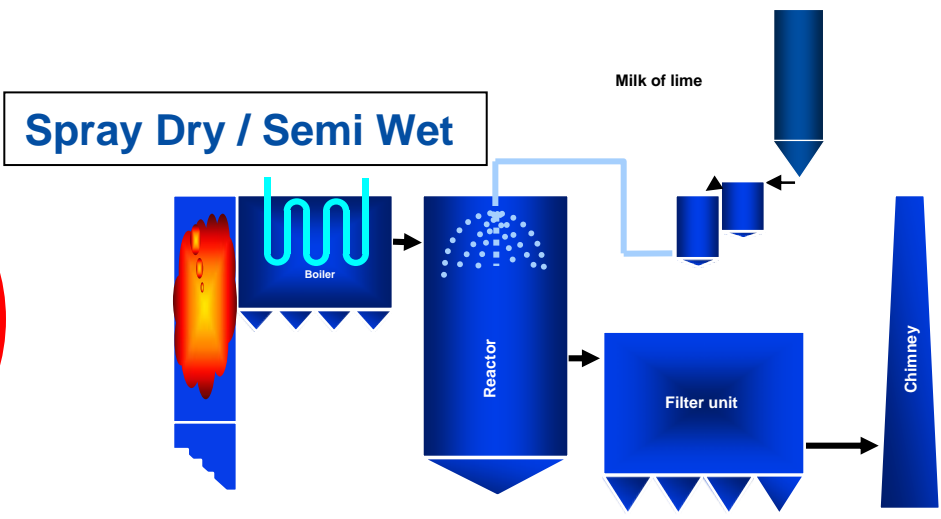 Milk of lime
Spray Dry / Semi Wet
Boiler
Reactor
Filter unit
Chimney